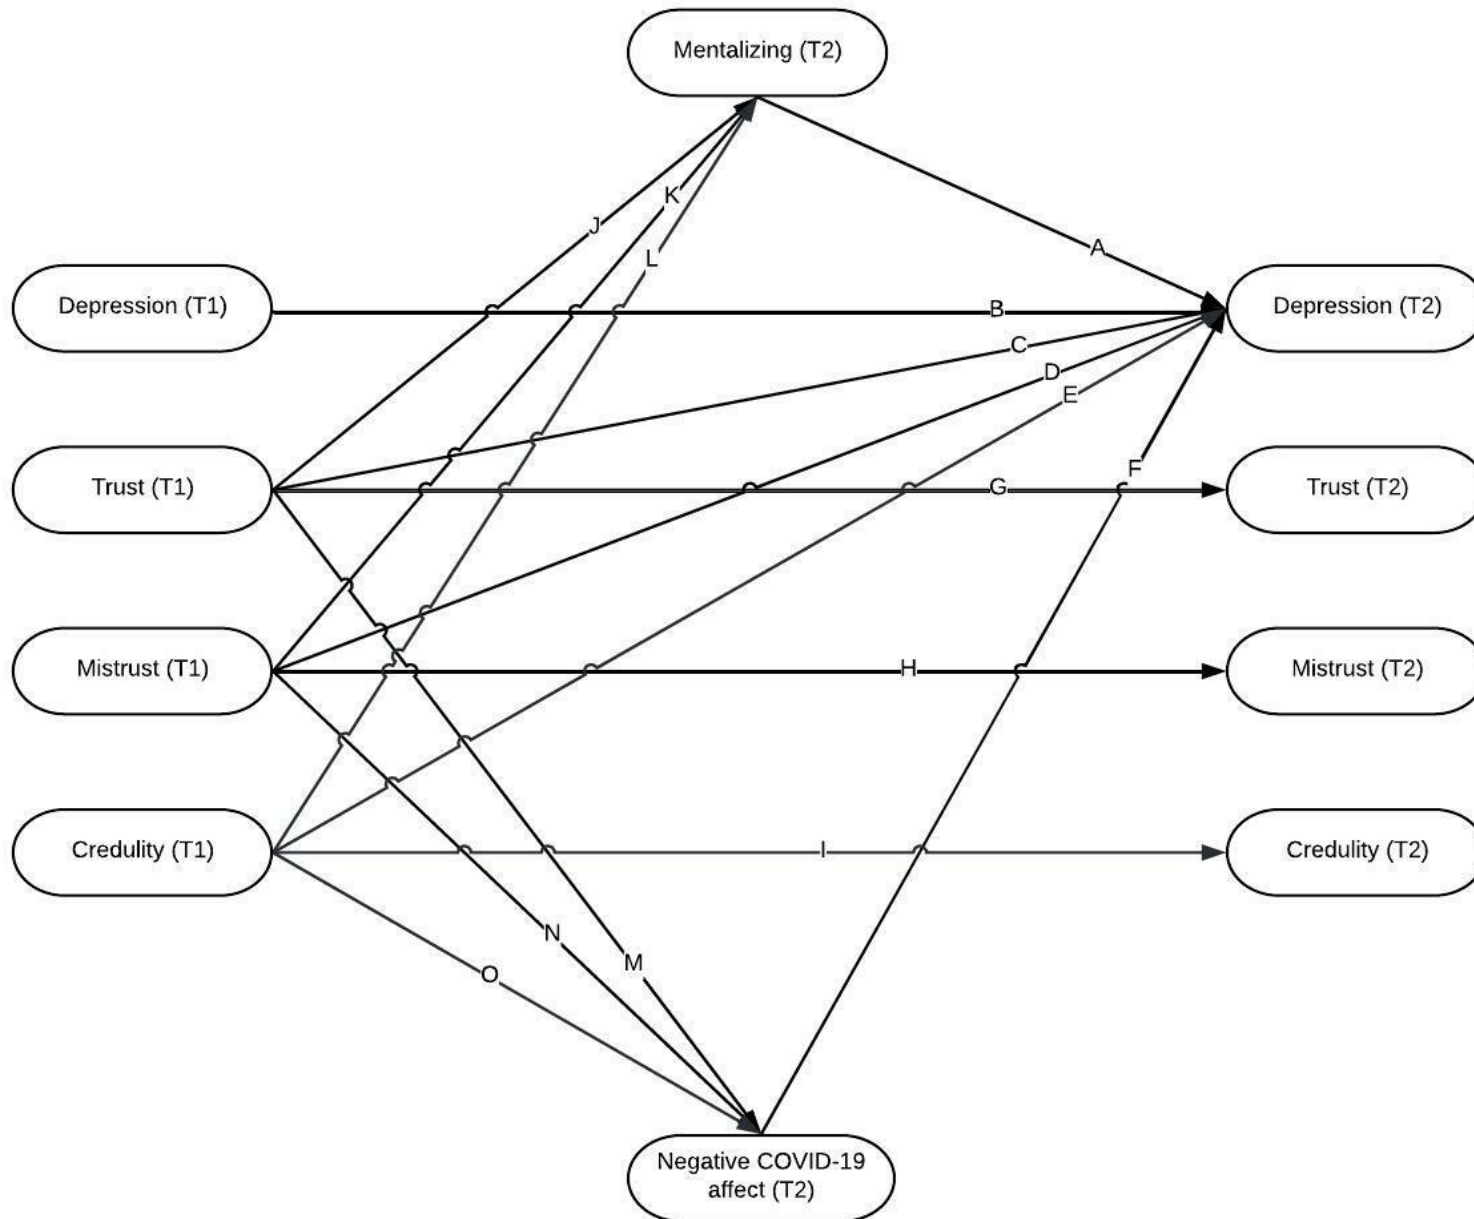 Mentalizing (T2)
K
J
A
L
Depression (T1)
B
Depression (T2)
C
D
E
F
Trust (T1)
G
Trust (T2)
Mistrust (T1)
H
Mistrust (T2)
Credulity (T1)
I
Credulity (T2)
N
M
O
Negative COVID-19
affect (T2)